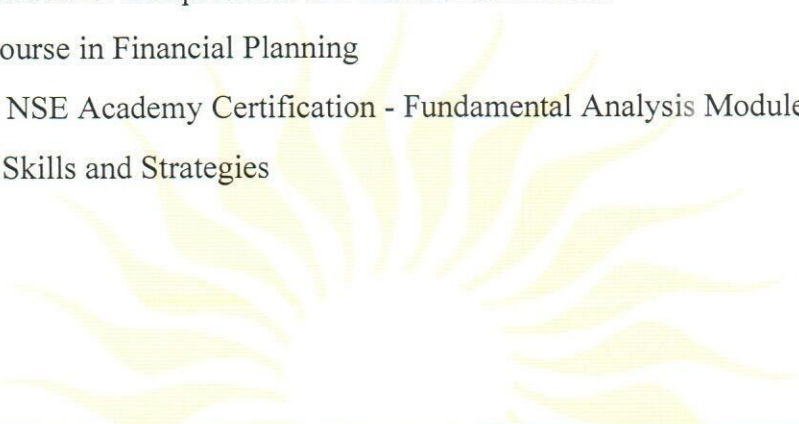 ourse in Financial Planning
NSE Academy Certification - Fundamental Analysis Module
Skills and Strategies